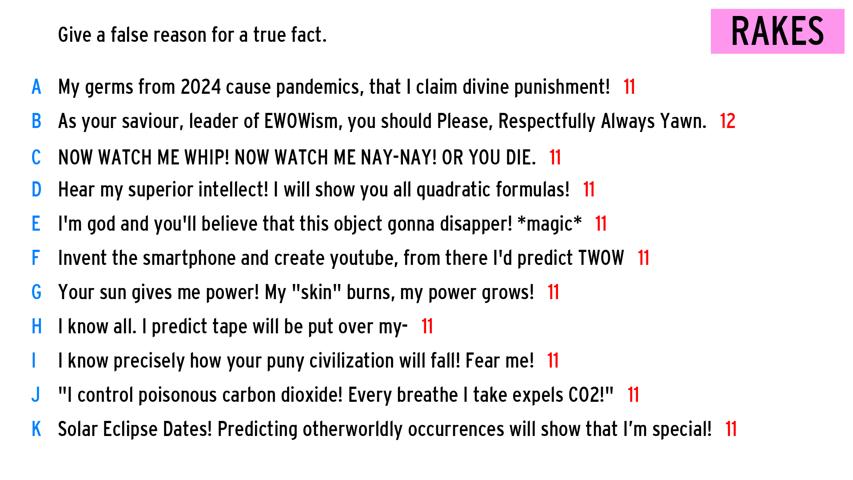 Give a false reason for a true fact.
RAKES
A My germs from 2024 cause pandemics, that I claim divine punishment! 11
B As your saviour, leader of EWOWism, you should Please, Respectfully Always Yawn. 12
C NOW WATCH ME WHIP! NOW WATCH ME NAY-NAY! OR YOU DIE. 11
D Hear my superior intellect! I will show you all quadratic formulas! 11
E I'm god and you'll believe that this object gonna disapper! *magic* 11
F Invent the smartphone and create youtube, from there I'd predict TWOW 11
G Your sun gives me power! My "skin" burns, my power grows! 11
H I know all. I predict tape will be put over my- 11
I I know precisely how your puny civilization will fall! Fear me! 11
J "I control poisonous carbon dioxide! Every breathe I take expels CO2!" 11
K Solar Eclipse Dates! Predicting otherworldly occurrences will show that I'm special! 11